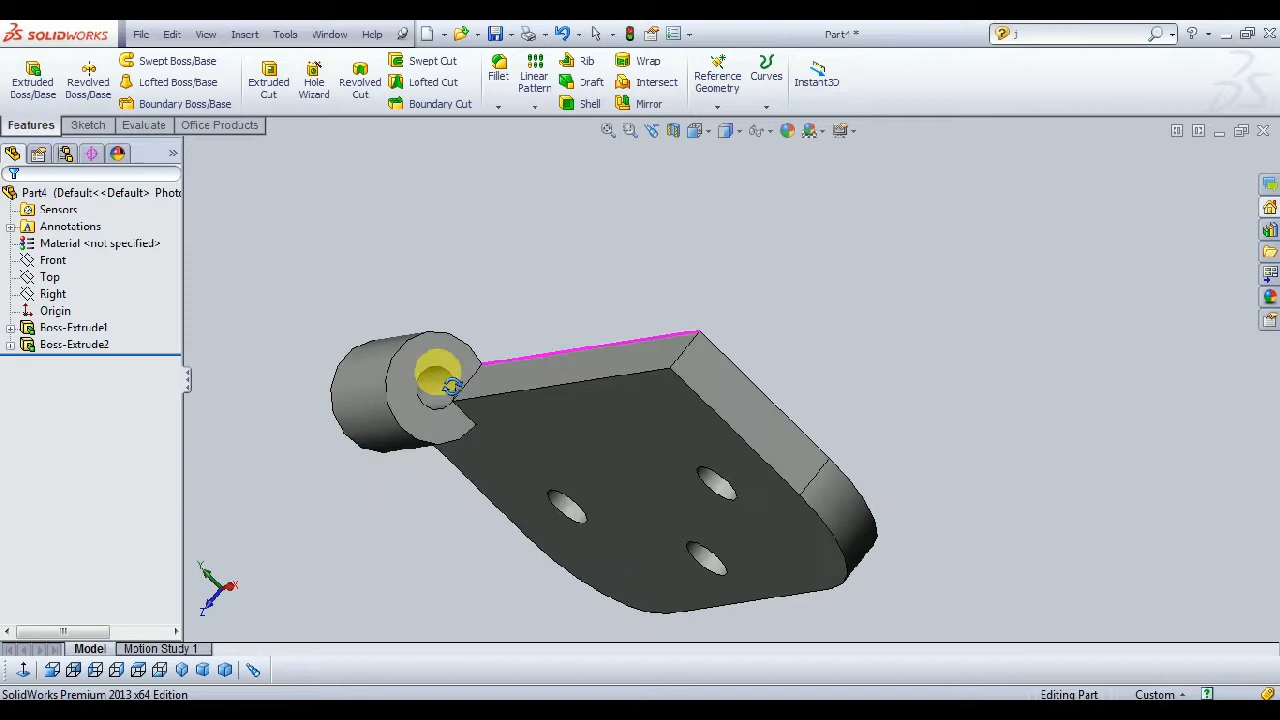 SOLIDWORKS File Edit View Insert Tools Window Help Part4 * j
Swept Boss/Base Swept Cut Rib Wrap
Extruded Boss/Base Revolved Boss/Base Lofted Boss/Base Extruded Cut Hole Wizard Revolved Cut Lofted Cut Fillet Linear Pattern Draft Intersect Reference Geometry Curves Instant3D
Boundary Boss/Base Boundary Cut Shell Mirror
Features Sketch Evaluate Office Products
Part4 (Default<<Default> Photo
Sensors
Annotations
Material <not specified>
Front
Top
Right
Origin
Boss-Extrude1
Boss-Extrude2
Y
X
Z
Model Motion Study 1
SolidWorks Premium 2013 x64 Edition Editing Part Custom